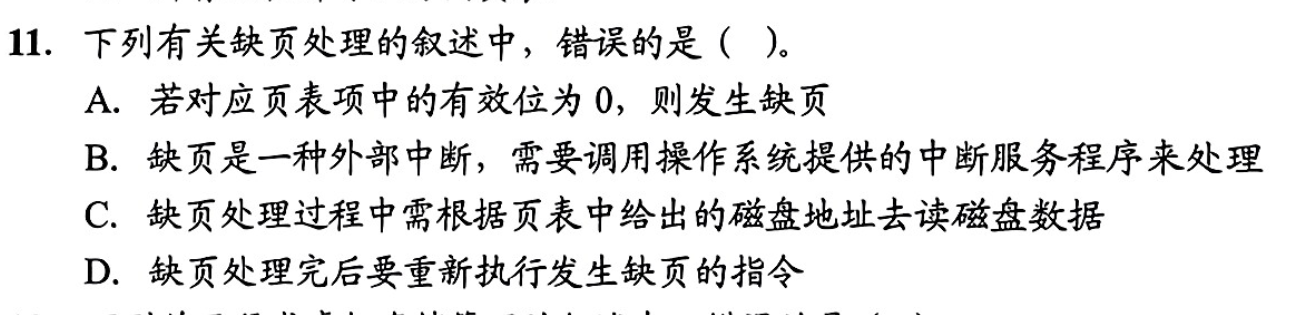 11. 下列有关缺页处理的叙述中，错误的是（ ）。
A. 若对应页表项中的有效位为 0，则发生缺页
B. 缺页是一种外部中断，需要调用操作系统提供的中断服务程序来处理
C. 缺页处理过程中需根据页表中给出的磁盘地址去读磁盘数据
D. 缺页处理完后要重新执行发生缺页的指令